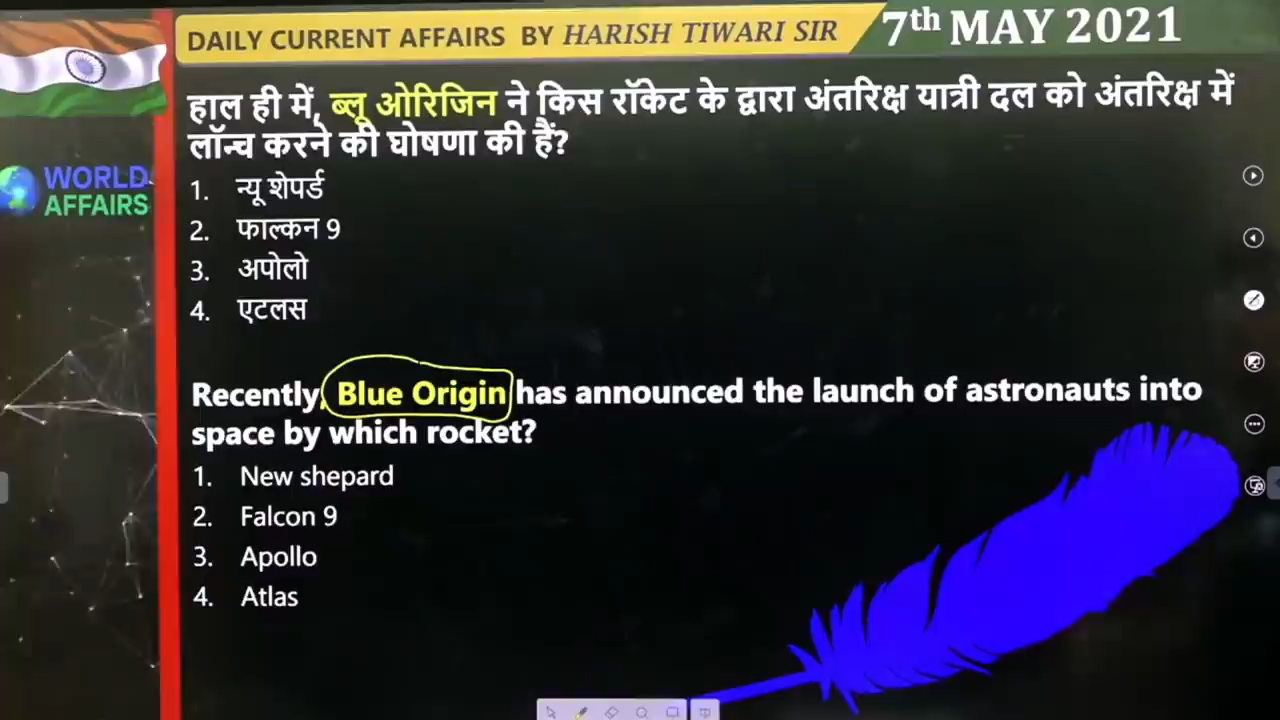 DAILY CURRENT AFFAIRS BY HARISH TIWARI SIR
7th MAY 2021
हाल ही में, ब्लू ओरिजिन ने किस रॉकेट के द्वारा अंतरिक्ष यात्री दल को अंतरिक्ष में
लॉन्च करने की घोषणा की हैं?
WORLD
AFFAIRS
1. न्यू शेपर्ड
2. फाल्कन 9
3. अपोलो
4. एटलस
Recently, Blue Origin has announced the launch of astronauts into
space by which rocket?
1. New shepard
2. Falcon 9
3. Apollo
4. Atlas